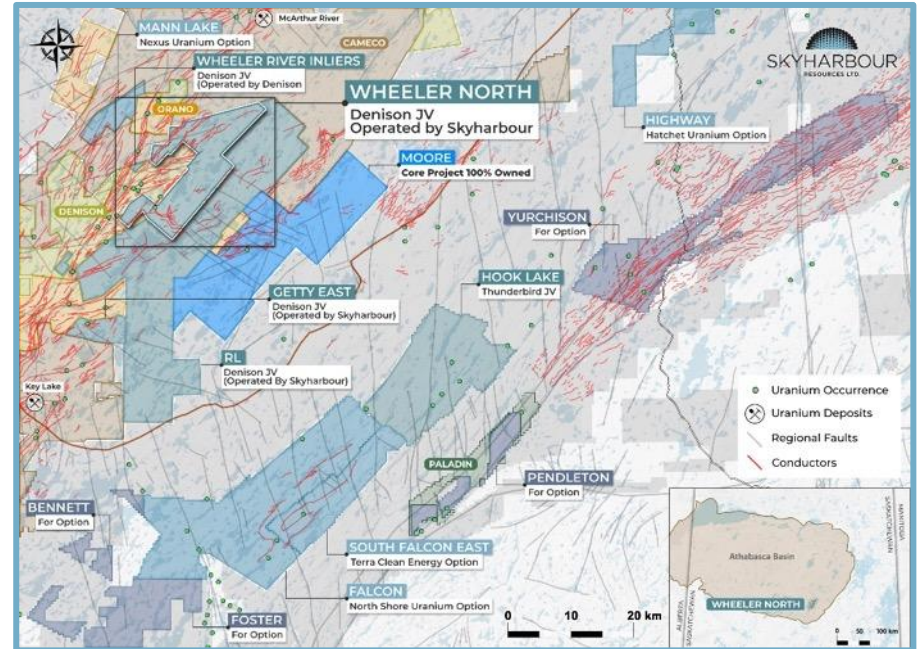 McArthur River
MANN LAKE
Nexus Uranium Option
CAMECO
SKYHARBOUR
RESOURCES LTD.
WHEELER RIVER INLIERS
Denison JV
(Operated by Denison
ORANO
WHEELER NORTH
Denison JV
Operated by Skyharbour
HIGHWAY
Hatchet Uranium Option
MOORE
Core Project 100% Owned
DENISON
YURCHISON
For Option
HOOK LAKE
Thunderbird JV
GETTY EAST
Denison JV
(Operated by Skyharbour)
RL
Denison JV
(Operated By Skyharbour)
Key Lake
Uranium Occurrence
Uranium Deposits
Regional Faults
Conductors
PALADIN
PENDLETON
For Option
BENNETT
For Option
SOUTH FALCON EAST
Terra Clean Energy Option
FALCON
North Shore Uranium Option
FOSTER
For Option
0 10 20 km
SASKATCHEWAN
MANITOBA
Athabasca Basin
WHEELER NORTH
ALBERTA
SASKATCHEWAN
0 50 100 km